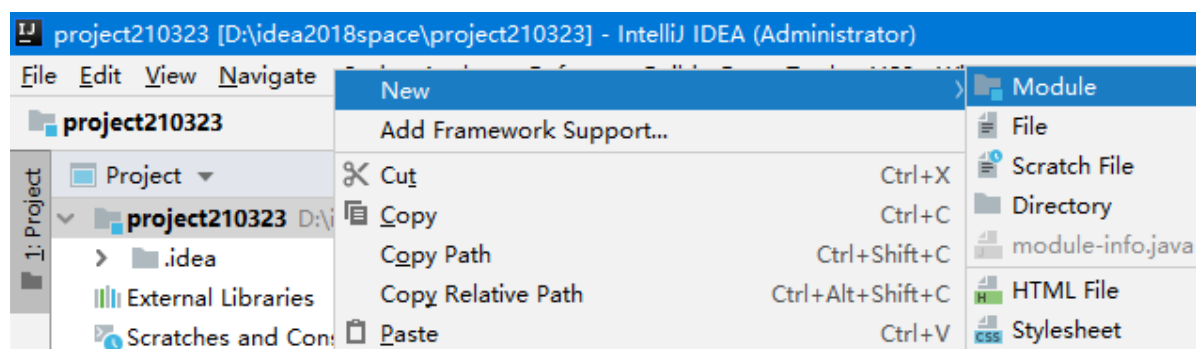 IJ project210323 [D:\idea2018space\project210323] - IntelliJ IDEA (Administrator)
File Edit View Navigate
New
Module
project210323
Add Framework Support...
File
1: Project
Project
Cut Ctrl+X
Scratch File
project210323 D:\
Copy Ctrl+C
Directory
.idea
Copy Path Ctrl+Shift+C
module-info.java
External Libraries
Copy Relative Path Ctrl+Alt+Shift+C
H HTML File
Scratches and
Paste Ctrl+V
CSS Stylesheet